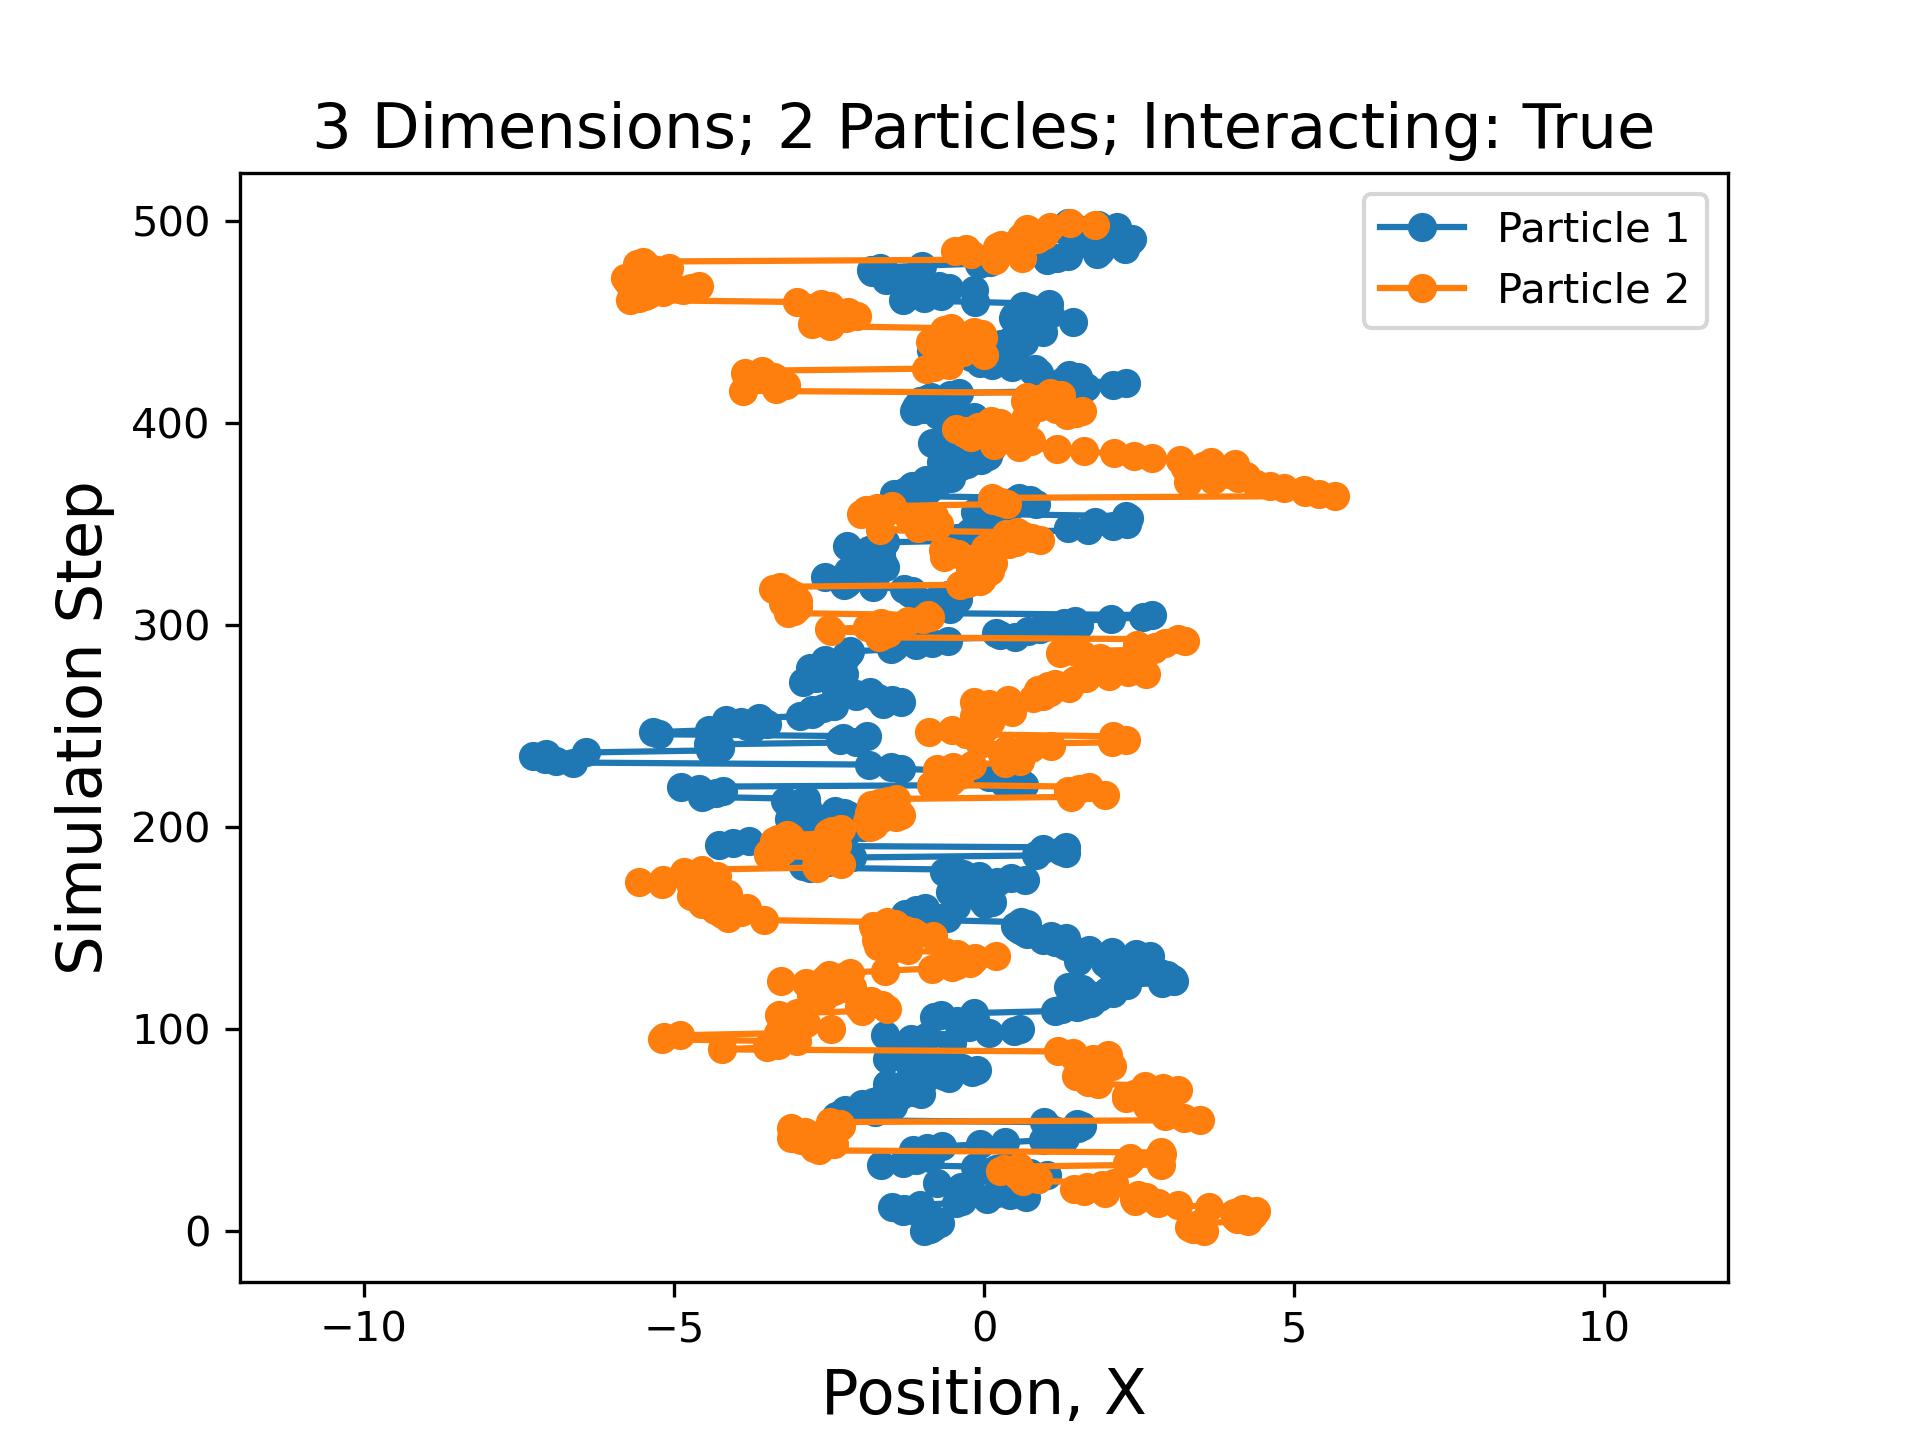 3 Dimensions; 2 Particles; Interacting: True
Particle 1
Particle 2
500
400
300
200
100
0
Simulation Step
−10
−5
0
5
10
Position, X